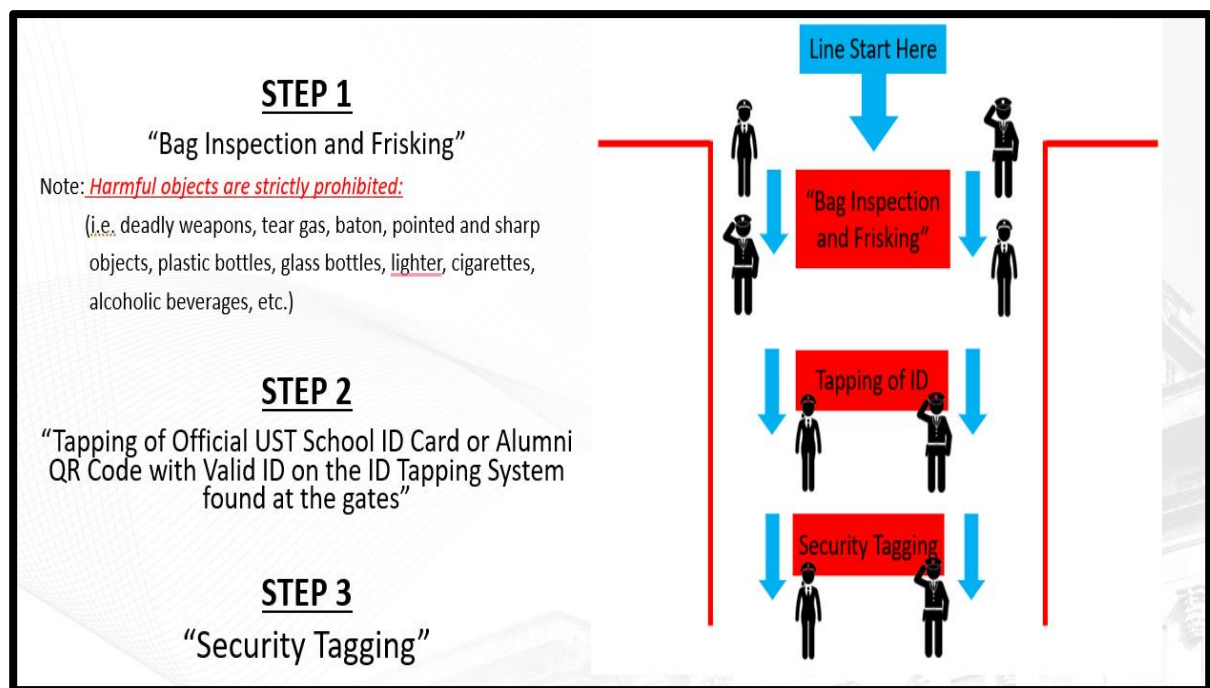 STEP 1
“Bag Inspection and Frisking”
Note: Harmful objects are strictly prohibited:
(i.e. deadly weapons, tear gas, baton, pointed and sharp
objects, plastic bottles, glass bottles, lighter, cigarettes,
alcoholic beverages, etc.)
STEP 2
“Tapping of Official UST School ID Card or Alumni
QR Code with Valid ID on the ID Tapping System
found at the gates”
STEP 3
“Security Tagging”
Line Start Here
“Bag Inspection
and Frisking”
Tapping of ID
Security Tagging